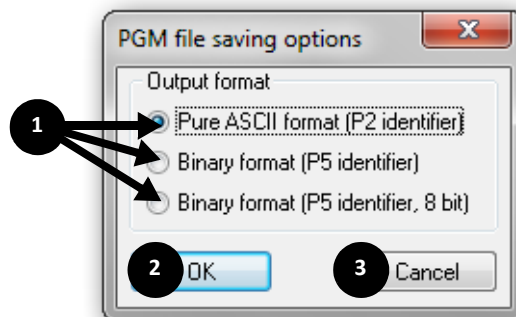 PGM file saving options
Output format
1
Pure ASCII format (P2 identifier)
Binary format (P5 identifier)
Binary format (P5 identifier, 8 bit)
2 OK
3 Cancel